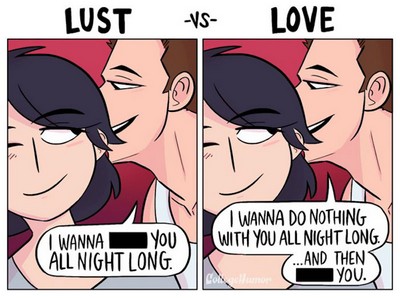 LUST -VS- LOVE
I WANNA YOU
ALL NIGHT LONG.
I WANNA DO NOTHING
WITH YOU ALL NIGHT LONG.
...AND THEN
YOU.
CollegeHumor